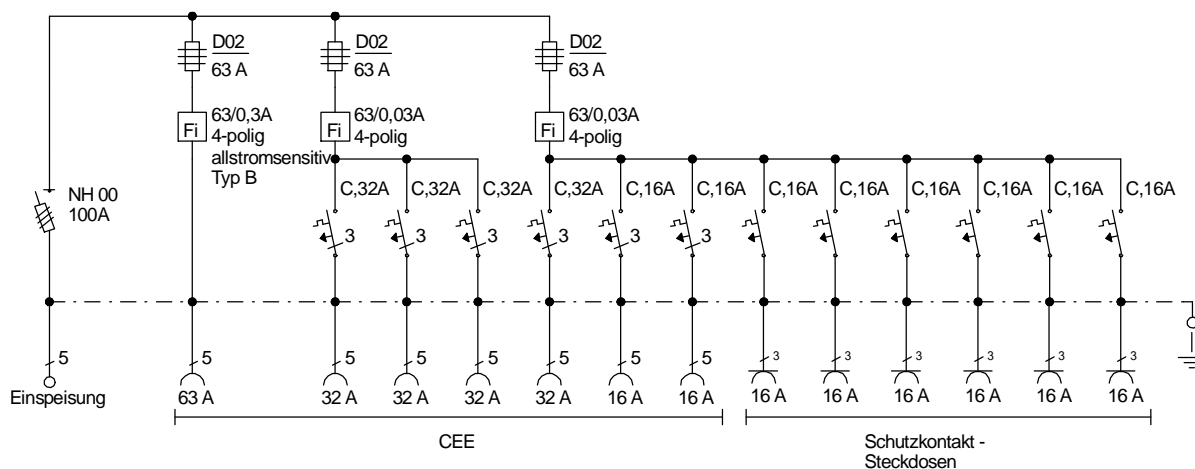 D02
63 A
D02
63 A
D02
63 A
Fi
63/0,3A
4-polig
allstromsensitiv
Typ B
Fi
63/0,03A
4-polig
Fi
63/0,03A
4-polig
NH 00
100A
C,32A C,32A C,32A C,32A C,16A C,16A C,16A C,16A C,16A C,16A C,16A C,16A
3 3 3 3 3 3
5 5 5 5 5 5 5 5 3 3 3 3 3 3
Einspeisung 63 A 32 A 32 A 32 A 32 A 16 A 16 A 16 A 16 A 16 A 16 A 16 A 16 A
CEE
Schutzkontakt -
Steckdosen